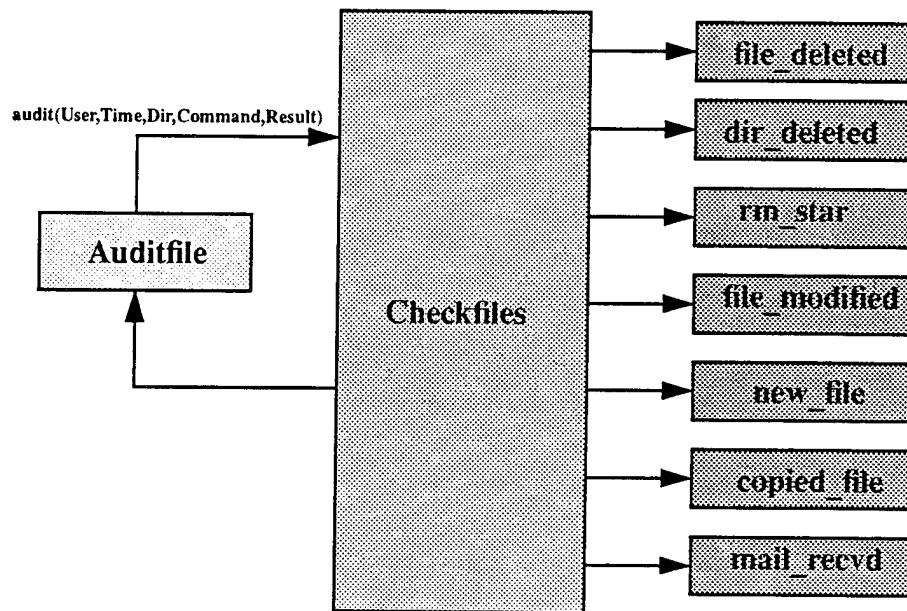 file_deleted
audit(User,Time,Dir,Command,Result)
dir_deleted
rm_star
Auditfile
Checkfiles
file_modified
new_file
copied_file
mail_recvd